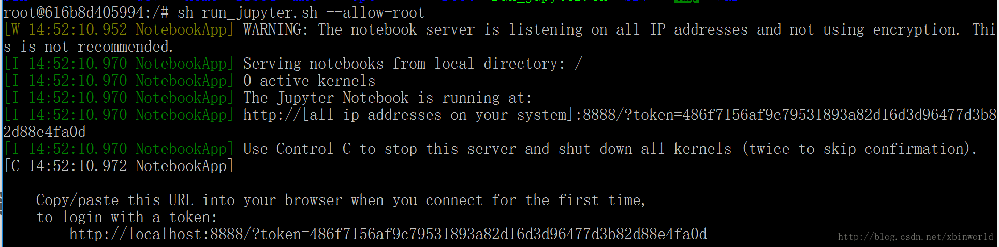 root@616b8d405994:/# sh run_jupyter.sh --allow-root
[W 14:52:10.952 NotebookApp] WARNING: The notebook server is listening on all IP addresses and not using encryption. Thi
s is not recommended.
[I 14:52:10.970 NotebookApp] Serving notebooks from local directory: /
[I 14:52:10.970 NotebookApp] 0 active kernels
[I 14:52:10.970 NotebookApp] The Jupyter Notebook is running at:
[I 14:52:10.970 NotebookApp] http://[all ip addresses on your system]:8888/?token=486f7156af9c79531893a82d16d3d96477d3b8
2d88e4fa0d
[I 14:52:10.970 NotebookApp] Use Control-C to stop this server and shut down all kernels (twice to skip confirmation).
[C 14:52:10.972 NotebookApp]
Copy/paste this URL into your browser when you connect for the first time,
to login with a token:
http://localhost:8888/?token=486f7156af9c79531893a82d16d3d96477d3b82d88e4fa0d
http://blog.csdn.net/xbinworld